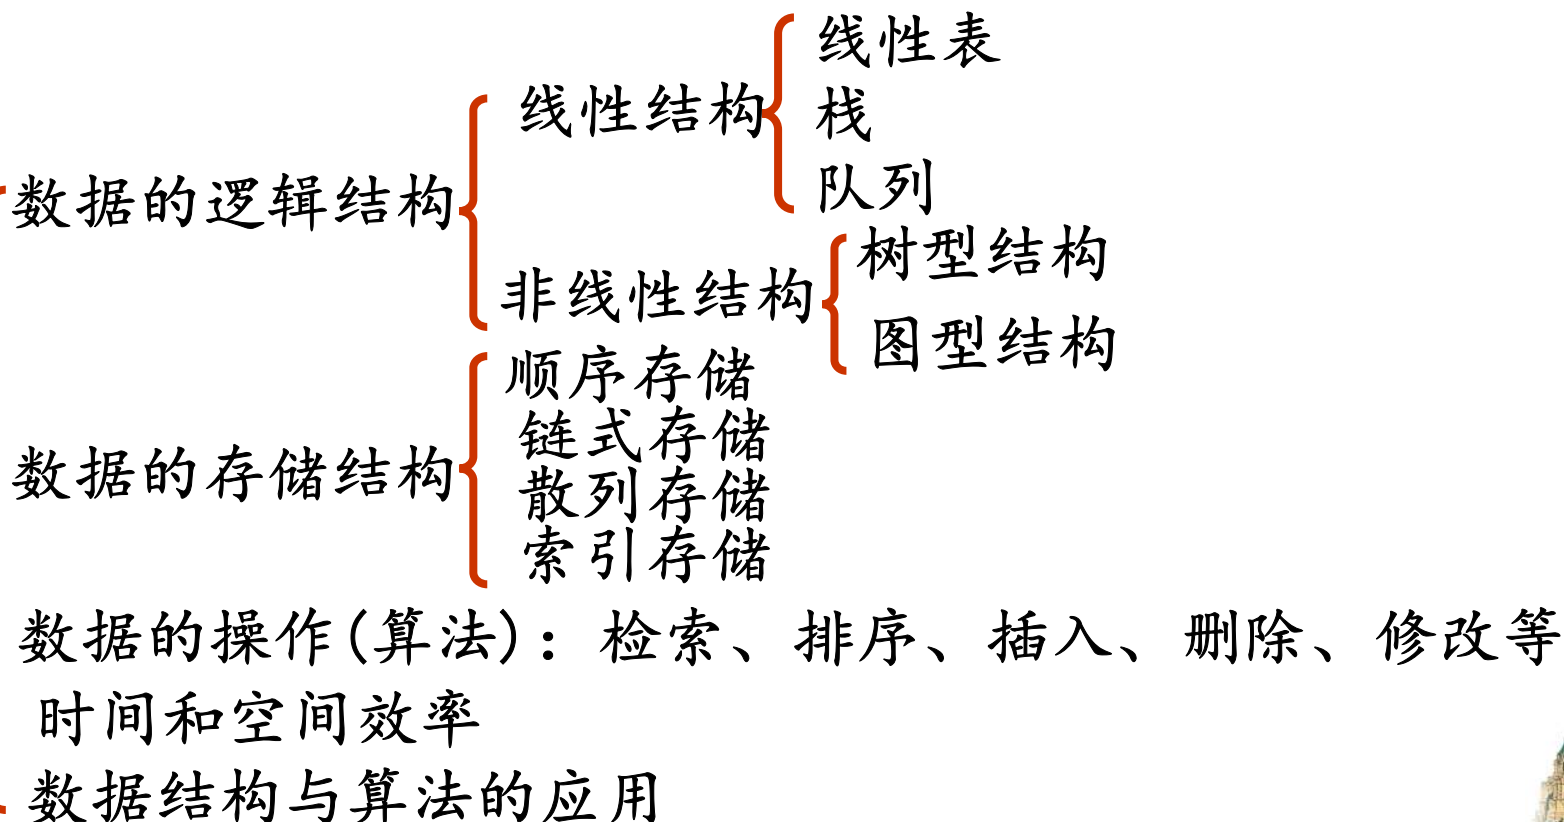 线性表
线性结构
栈
队列
数据的逻辑结构
树型结构
非线性结构
图型结构
顺序存储
链式存储
数据的存储结构
散列存储
索引存储
数据的操作(算法)：检索、排序、插入、删除、修改等
时间和空间效率
数据结构与算法的应用